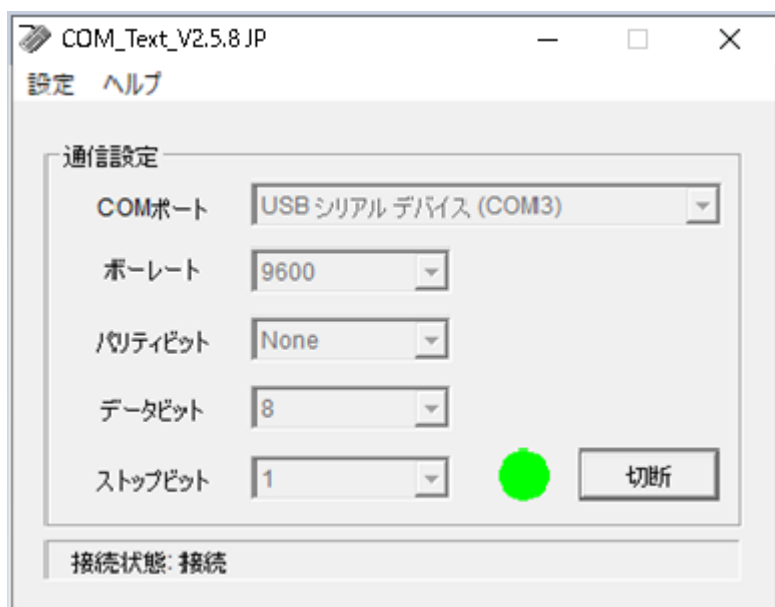 COM_Text_V2.5.8 JP
設定 ヘルプ
通信設定
COMポート USB シリアル デバイス (COM3)
ボーレート 9600
パリティビット None
データビット 8
ストップビット 1 切断
接続状態: 接続